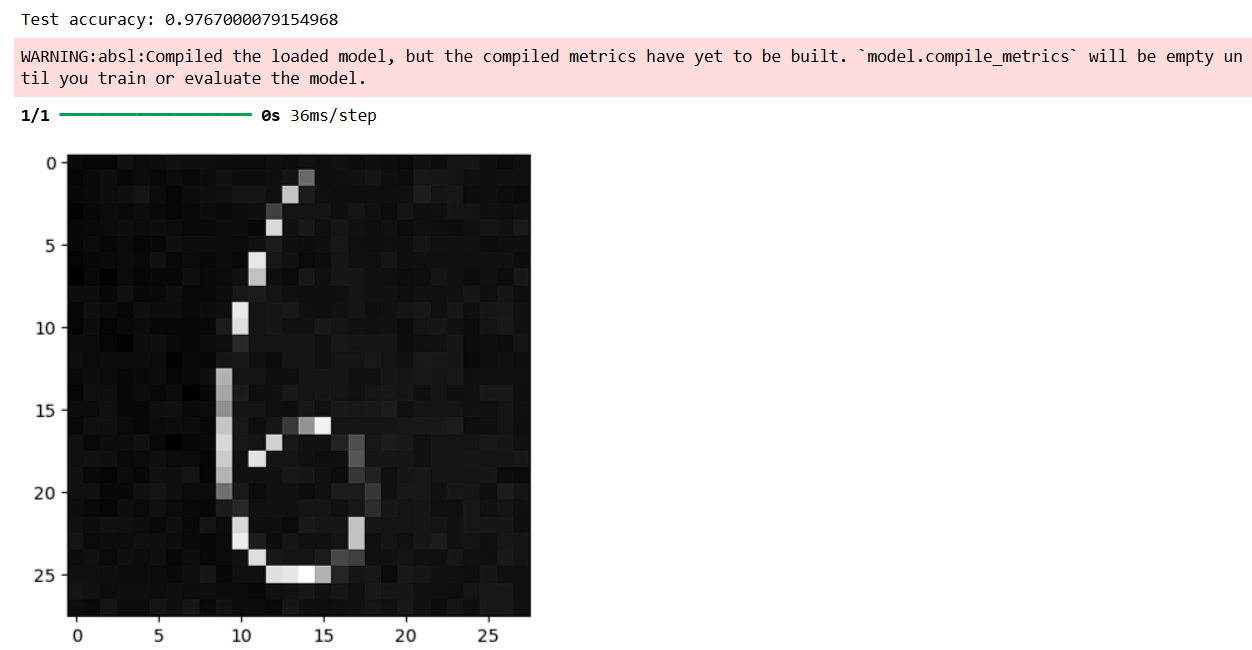 Test accuracy: 0.9767000079154968
WARNING:absl:Compiled the loaded model, but the compiled metrics have yet to be built. `model.compile_metrics` will be empty un
til you train or evaluate the model.
1/1 ━━━━━━━━━━━━━━━━━━━━ 0s 36ms/step
0
5
10
15
20
25
6
0 5 10 15 20 25